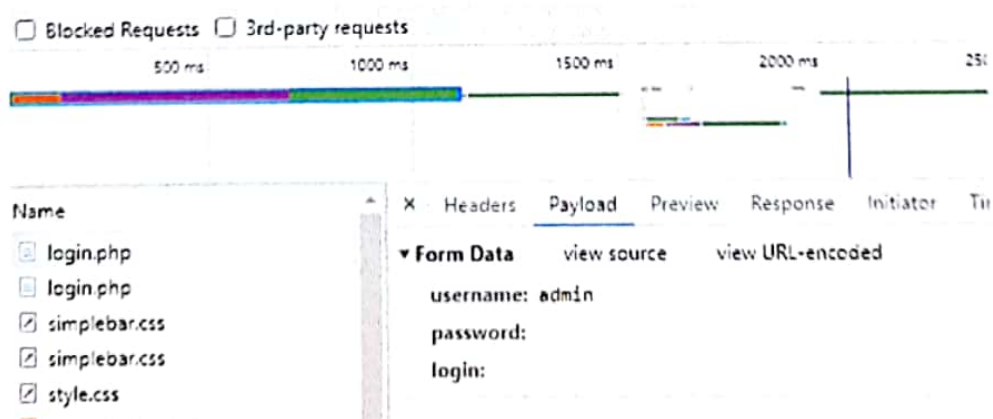 Blocked Requests 3rd-party requests
500 ms 1000 ms 1500 ms 2000 ms 250
Name
× Headers Payload Preview Response Initiator
login.php
login.php
simplebar.css
simplebar.css
style.css
▾ Form Data view source view URL-encoded
username: admin
password:
login: